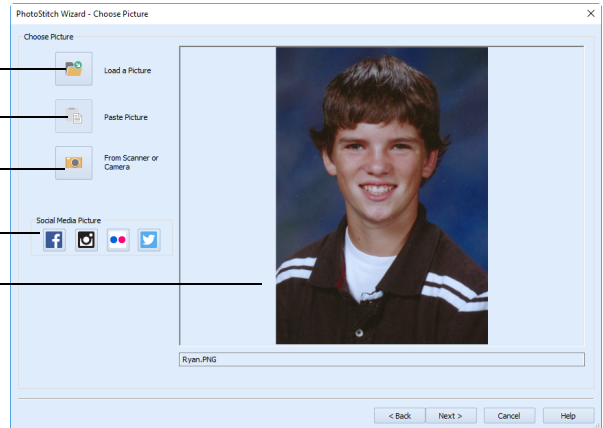 PhotoStitch Wizard - Choose Picture
Choose Picture
Load a Picture
Paste Picture
From Scanner or
Camera
Social Media Picture
Ryan.PNG
< Back
Next >
Cancel
Help